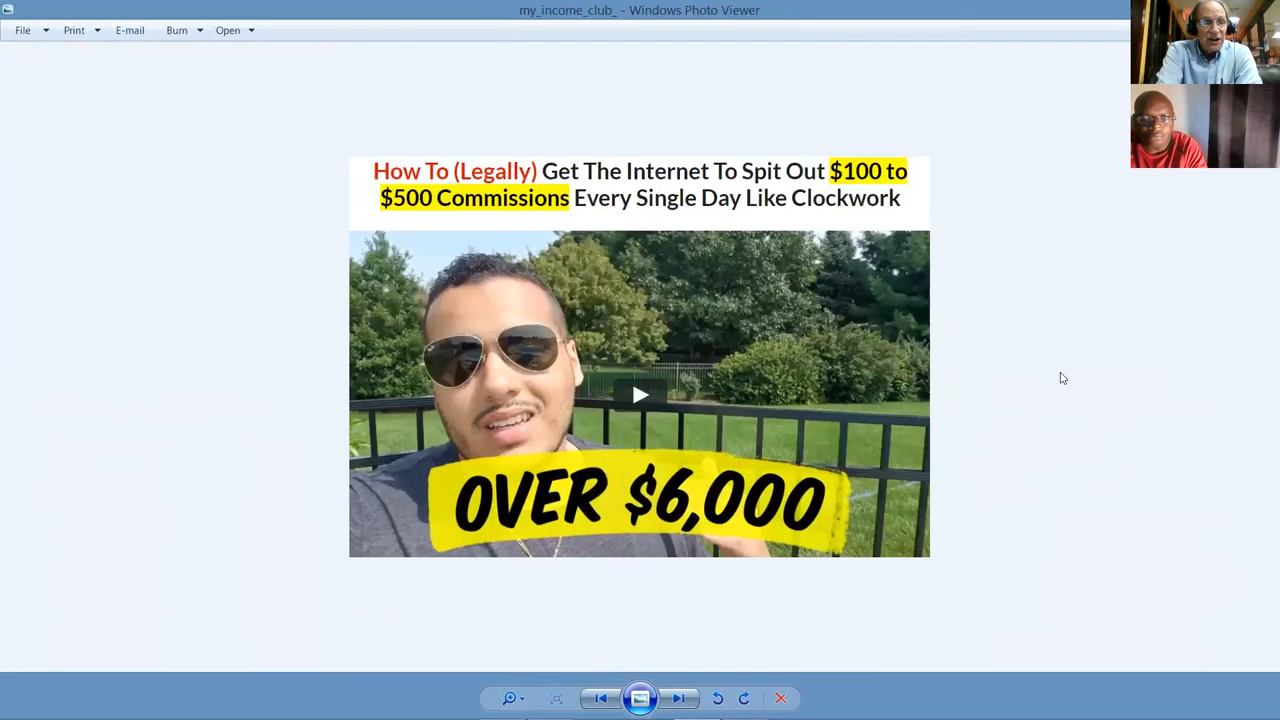 my_income_club_ - Windows Photo Viewer
File Print E-mail Burn Open
How To (Legally) Get The Internet To Spit Out $100 to
$500 Commissions Every Single Day Like Clockwork
OVER $6,000